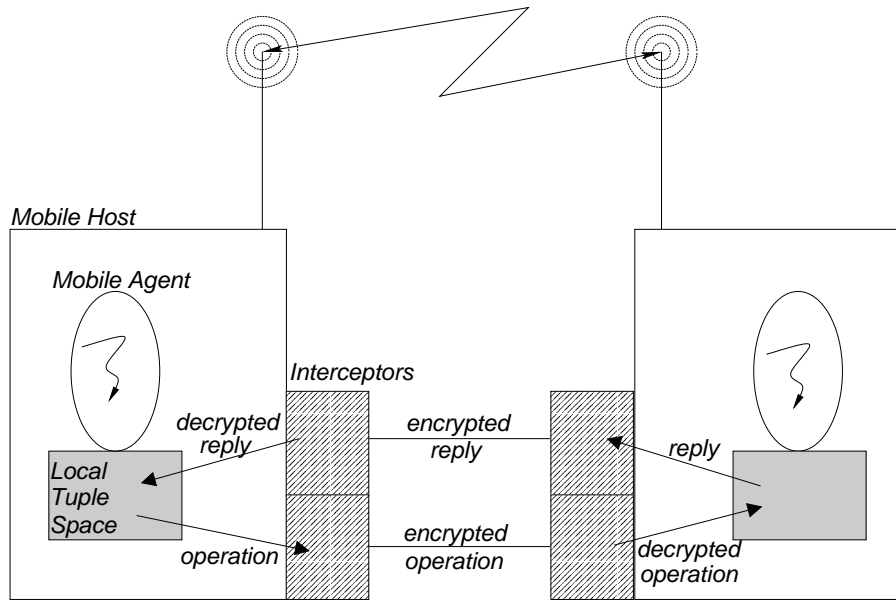 Mobile Host
Mobile Agent
Interceptors
decrypted
reply
encrypted
reply
reply
Local
Tuple
Space
operation
encrypted
operation
decrypted
operation